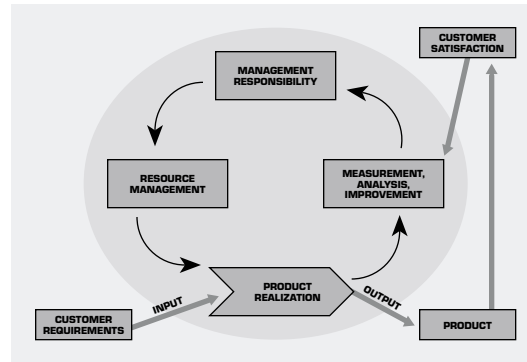 CUSTOMER
SATISFACTION
MANAGEMENT
RESPONSIBILITY
RESOURCE
MANAGEMENT
MEASUREMENT,
ANALYSIS,
IMPROVEMENT
PRODUCT
REALIZATION
INPUT
OUTPUT
CUSTOMER
REQUIREMENTS
PRODUCT